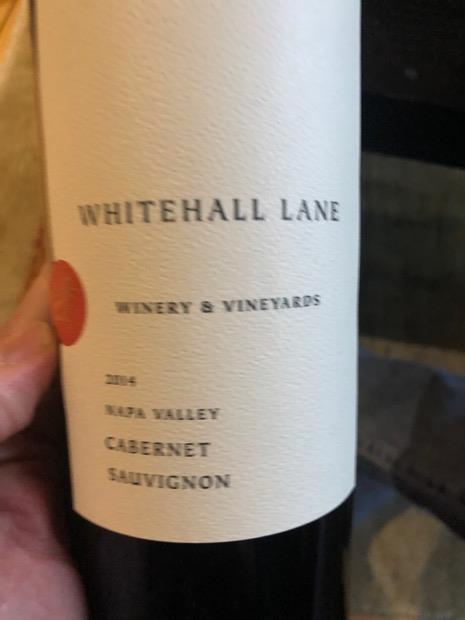 WHITEHALL LANE
WINERY & VINEYARDS
2014
NAPA VALLEY
CABERNET
SAUVIGNON